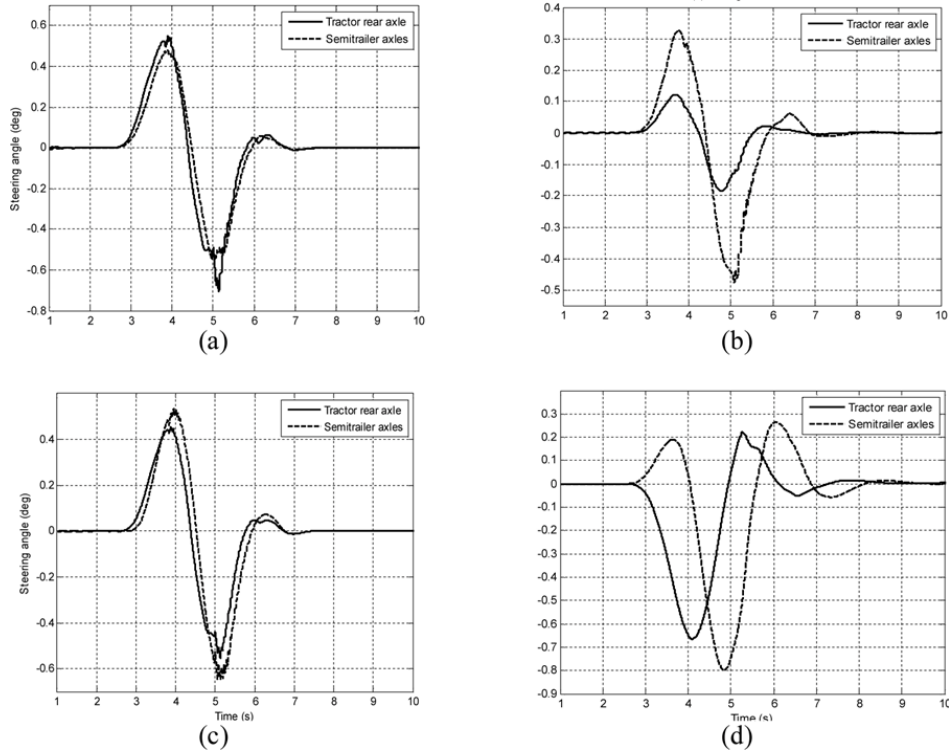 Tractor rear axle
Semitrailer axles
Steering angle (deg)
0.6
0.4
0.2
0
-0.2
-0.4
-0.6
-0.8
1 2 3 4 5 6 7 8 9 10
(a)
Tractor rear axle
Semitrailer axles
0.4
0.3
0.2
0.1
0
-0.1
-0.2
-0.3
-0.4
-0.5
1 2 3 4 5 6 7 8 9 10
(b)
Tractor rear axle
Semitrailer axles
Steering angle (deg)
0.4
0.2
0
-0.2
-0.4
-0.6
1 2 3 4 5 6 7 8 9 10
Time (s)
(c)
Tractor rear axle
Semitrailer axles
0.3
0.2
0.1
0
-0.1
-0.2
-0.3
-0.4
-0.5
-0.6
-0.7
-0.8
-0.9
1 2 3 4 5 6 7 8 9 10
Time (s)
(d)